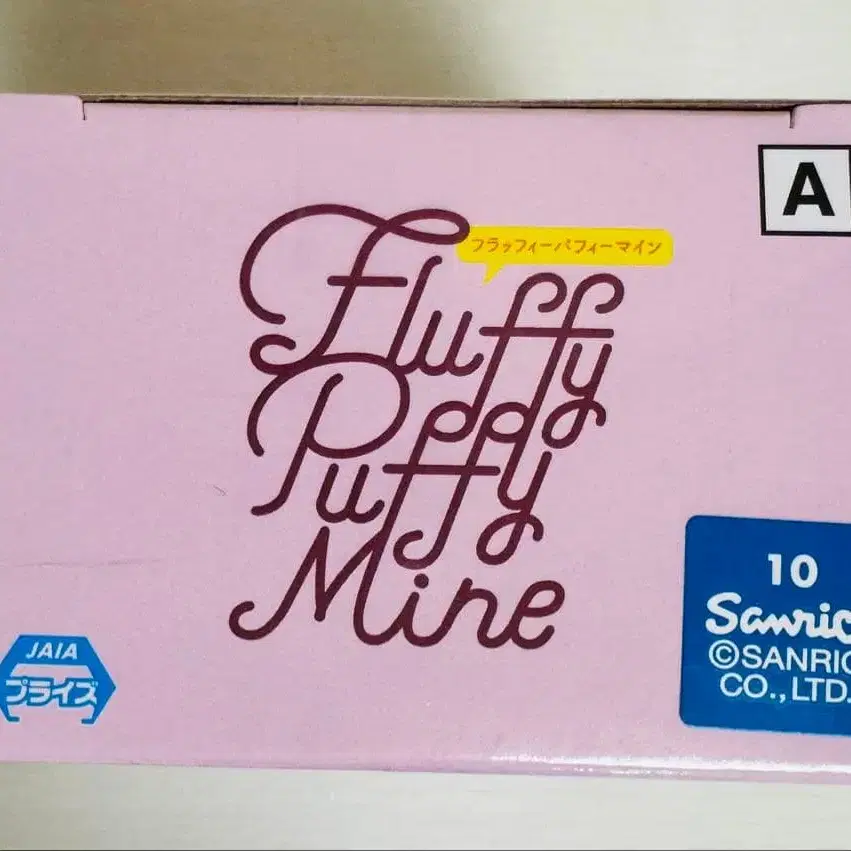 A
フラッフィーパフィーマイン
Fluffy
Puffy
Mine
10
Sanrio
©SANRIO
CO.,LTD.
JAIA
プライズ